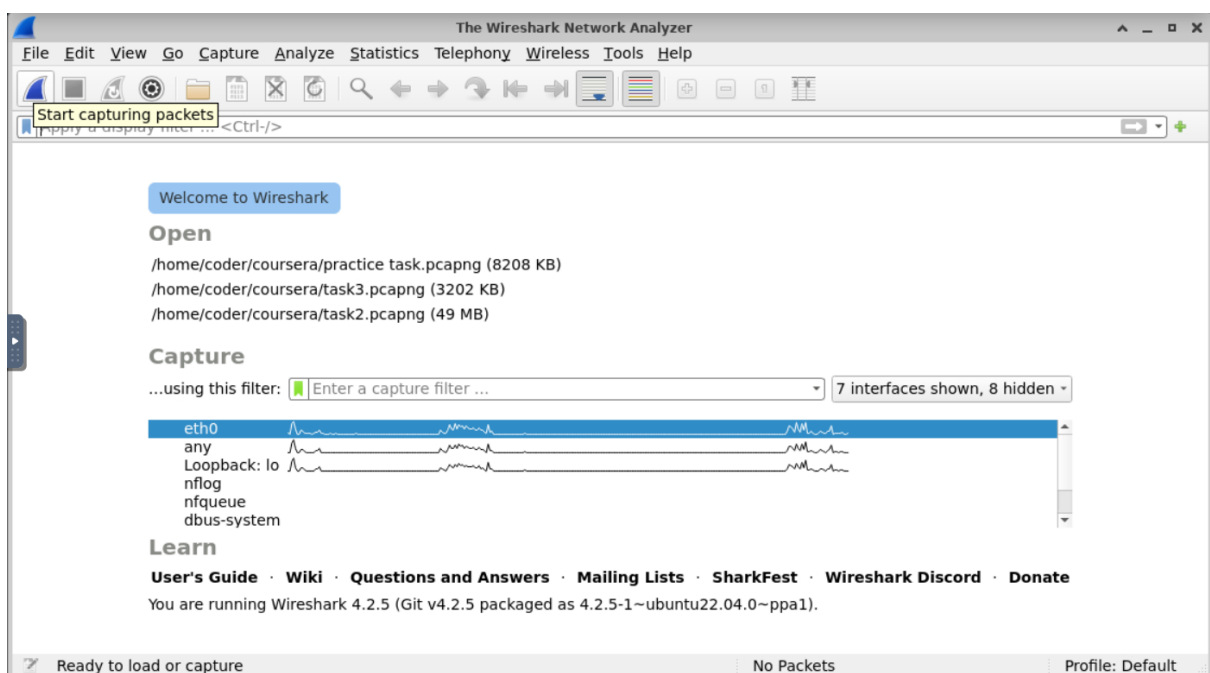 The Wireshark Network Analyzer
File Edit View Go Capture Analyze Statistics Telephony Wireless Tools Help
Start capturing packets
Apply a display filter ... <Ctrl-/>
Welcome to Wireshark
Open
/home/coder/coursera/practice task.pcapng (8208 KB)
/home/coder/coursera/task3.pcapng (3202 KB)
/home/coder/coursera/task2.pcapng (49 MB)
Capture
...using this filter: Enter a capture filter ... 7 interfaces shown, 8 hidden
eth0
any
Loopback: lo
nflog
nfqueue
dbus-system
Learn
User's Guide · Wiki · Questions and Answers · Mailing Lists · SharkFest · Wireshark Discord · Donate
You are running Wireshark 4.2.5 (Git v4.2.5 packaged as 4.2.5-1~ubuntu22.04.0~ppa1).
Ready to load or capture No Packets Profile: Default